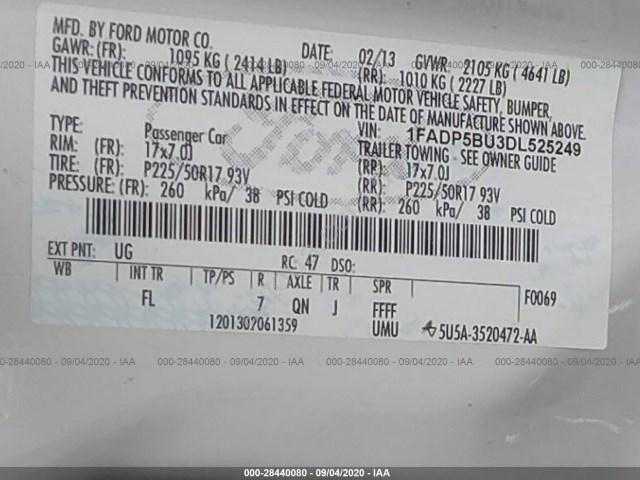 MFD. BY FORD MOTOR CO.
DATE: 02/13 GVWR: 2105 KG ( 4641 LB)
GAWR: (FR): 1095 KG ( 2414 LB) (RR): 1010 KG ( 2227 LB)
THIS VEHICLE CONFORMS TO ALL APPLICABLE FEDERAL MOTOR VEHICLE SAFETY, BUMPER,
AND THEFT PREVENTION STANDARDS IN EFFECT ON THE DATE OF MANUFACTURE SHOWN ABOVE.
VIN: 1FADP5BU3DL525249
TYPE: Passenger Car TRAILER TOWING - SEE OWNER GUIDE
RIM: (FR): 17x7.0J (RR): 17x7.0J
TIRE: (FR): P225/50R17 93V (RR): P225/50R17 93V
PRESSURE: (FR): 260 kPa/ 38 PSI COLD (RR): 260 kPa/ 38 PSI COLD
EXT PNT: UG RC: 47 DSO:
WB INT TR TP/PS R AXLE TR SPR F0069
FL 7 QN J FFFF
1201302061359 UMU 5U5A-3520472-AA
000-28440080 - 09/04/2020 - IAA